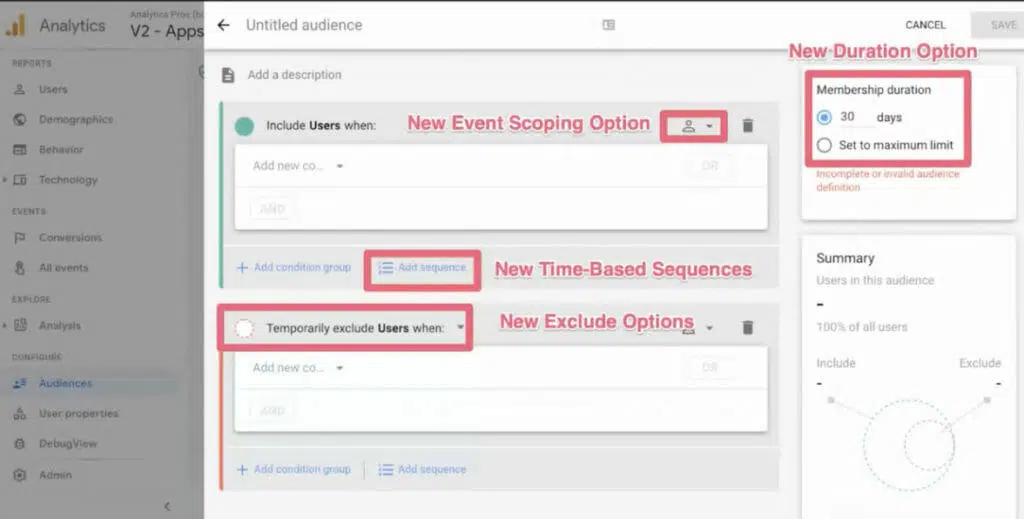 Analytics
Analytics Pros (
V2 - Apps
Untitled audience
CANCEL
SAVE
New Duration Option
REPORTS
Users
Demographics
Behavior
Technology
EVENTS
Conversions
All events
EXPLORE
Analysis
CONFIGURE
Audiences
User properties
DebugView
Admin
Add a description
Include Users when:
New Event Scoping Option
Add new co...
OR
AND
+ Add condition group
Add sequence
New Time-Based Sequences
Temporarily exclude Users when:
New Exclude Options
Add new co...
OR
AND
+ Add condition group
Add sequence
Membership duration
30 days
Set to maximum limit
Incomplete or invalid audience
definition
Summary
Users in this audience
-
100% of all users
Include
Exclude
-
-